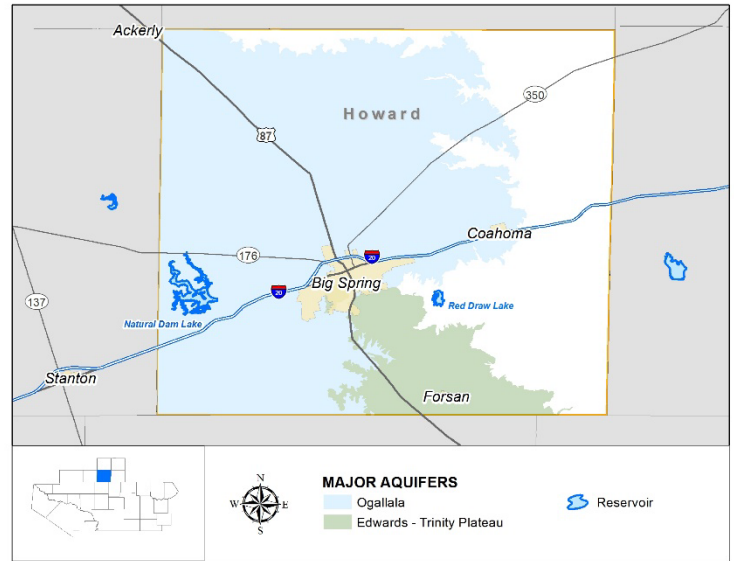 Ackerly
350
Howard
87
Coahoma
20
176
Big Spring
20
137
Natural Dam Lake
Red Draw Lake
Stanton
Forsan
N
W E
S
MAJOR AQUIFERS
Ogallala
Edwards - Trinity Plateau
Reservoir